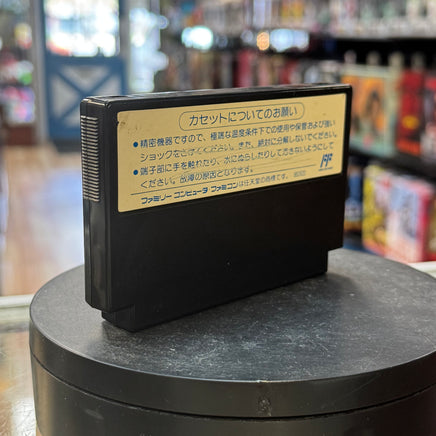 カセットについてのお願い
●精密機器ですので、極端な温度条件下での使用や保管および強い
ショックをさけてください。また、絶対に分解しないでください。
●端子部に手を触れたり、水にぬらしたりして汚さないようにして
ください。故障の原因となります。
ファミリーコンピュータ ファミコンは任天堂の商標です。
FF